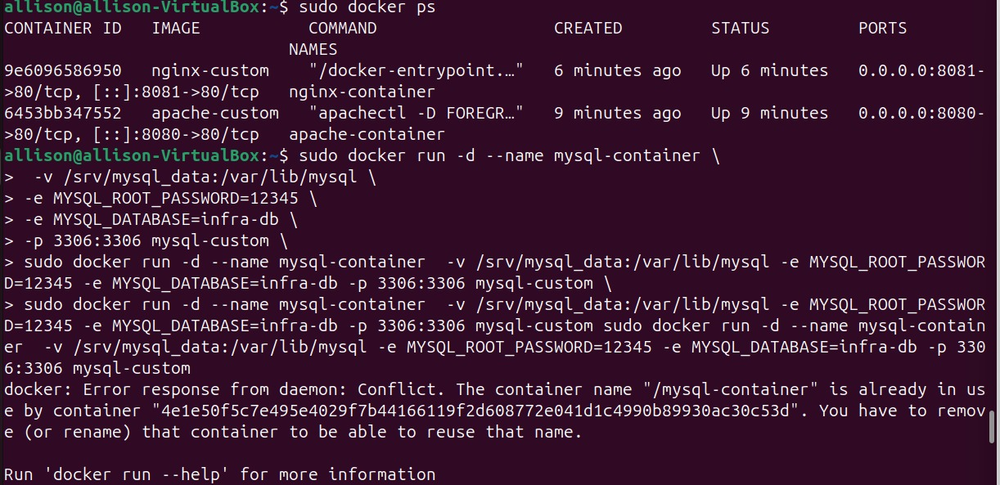 allison@allison-VirtualBox:~$ sudo docker ps
CONTAINER ID   IMAGE           COMMAND                  CREATED         STATUS         PORTS
                             NAMES
9e6096586950   nginx-custom    "/docker-entrypoint.…"   6 minutes ago   Up 6 minutes   0.0.0.0:8081-
>80/tcp, [::]:8081->80/tcp   nginx-container
6453bb347552   apache-custom   "apachectl -D FOREGR…"   9 minutes ago   Up 9 minutes   0.0.0.0:8080-
>80/tcp, [::]:8080->80/tcp   apache-container
allison@allison-VirtualBox:~$ sudo docker run -d --name mysql-container \
>  -v /srv/mysql_data:/var/lib/mysql \
> -e MYSQL_ROOT_PASSWORD=12345 \
> -e MYSQL_DATABASE=infra-db \
> -p 3306:3306 mysql-custom \
> sudo docker run -d --name mysql-container  -v /srv/mysql_data:/var/lib/mysql -e MYSQL_ROOT_PASSWOR
D=12345 -e MYSQL_DATABASE=infra-db -p 3306:3306 mysql-custom \
> sudo docker run -d --name mysql-container  -v /srv/mysql_data:/var/lib/mysql -e MYSQL_ROOT_PASSWOR
D=12345 -e MYSQL_DATABASE=infra-db -p 3306:3306 mysql-custom sudo docker run -d --name mysql-contain
er  -v /srv/mysql_data:/var/lib/mysql -e MYSQL_ROOT_PASSWORD=12345 -e MYSQL_DATABASE=infra-db -p 330
6:3306 mysql-custom
docker: Error response from daemon: Conflict. The container name "/mysql-container" is already in us
e by container "4e1e50f5c7e495e4029f7b44166119f2d608772e041d1c4990b89930ac30c53d". You have to remov
e (or rename) that container to be able to reuse that name.

Run 'docker run --help' for more information